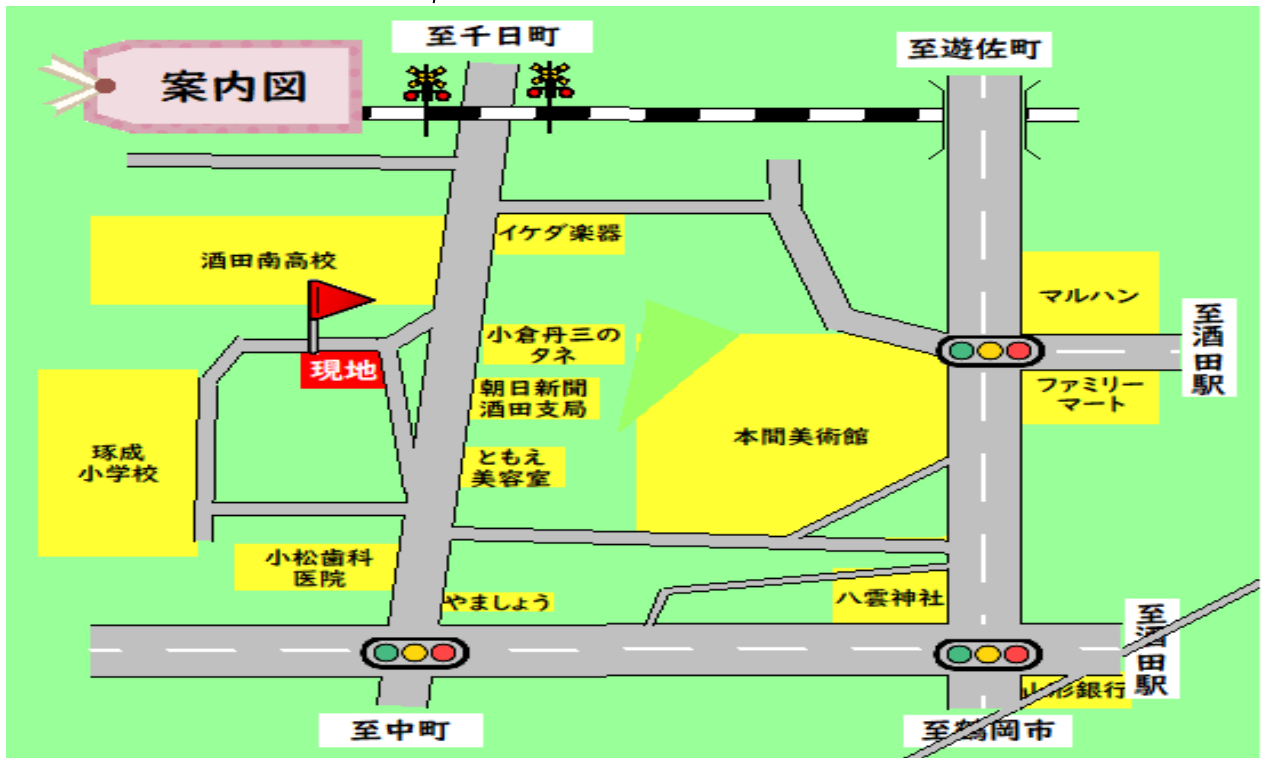 至千日町
至遊佐町
案内図
イケダ楽器
酒田南高校
マルハン
至酒田駅
小倉丹三の
タネ
現地
朝日新聞
酒田支局
ファミリー
マート
本間美術館
琢成
小学校
ともえ
美容室
小松歯科
医院
やましょう
八雲神社
至酒田駅
山形銀行
至中町
至鶴岡市